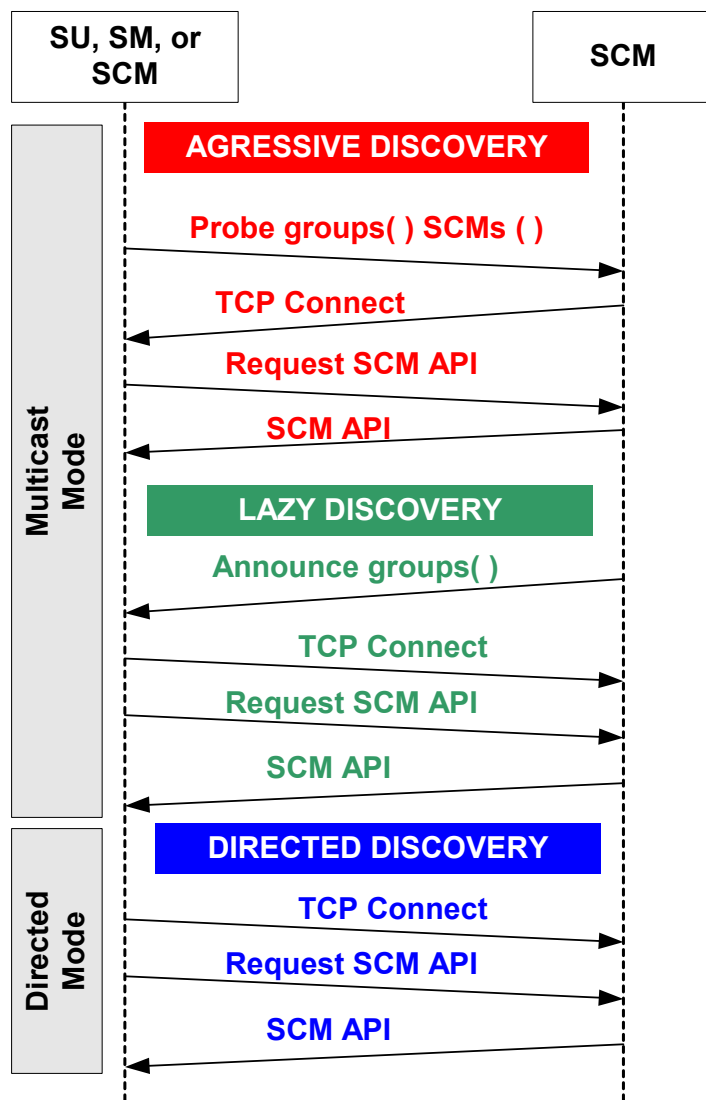 SU, SM, or
SCM
SCM
AGRESSIVE DISCOVERY
Probe groups( ) SCMs ( )
TCP Connect
Request SCM API
SCM API
Multicast
Mode
LAZY DISCOVERY
Announce groups( )
TCP Connect
Request SCM API
SCM API
DIRECTED DISCOVERY
Directed
Mode
TCP Connect
Request SCM API
SCM API